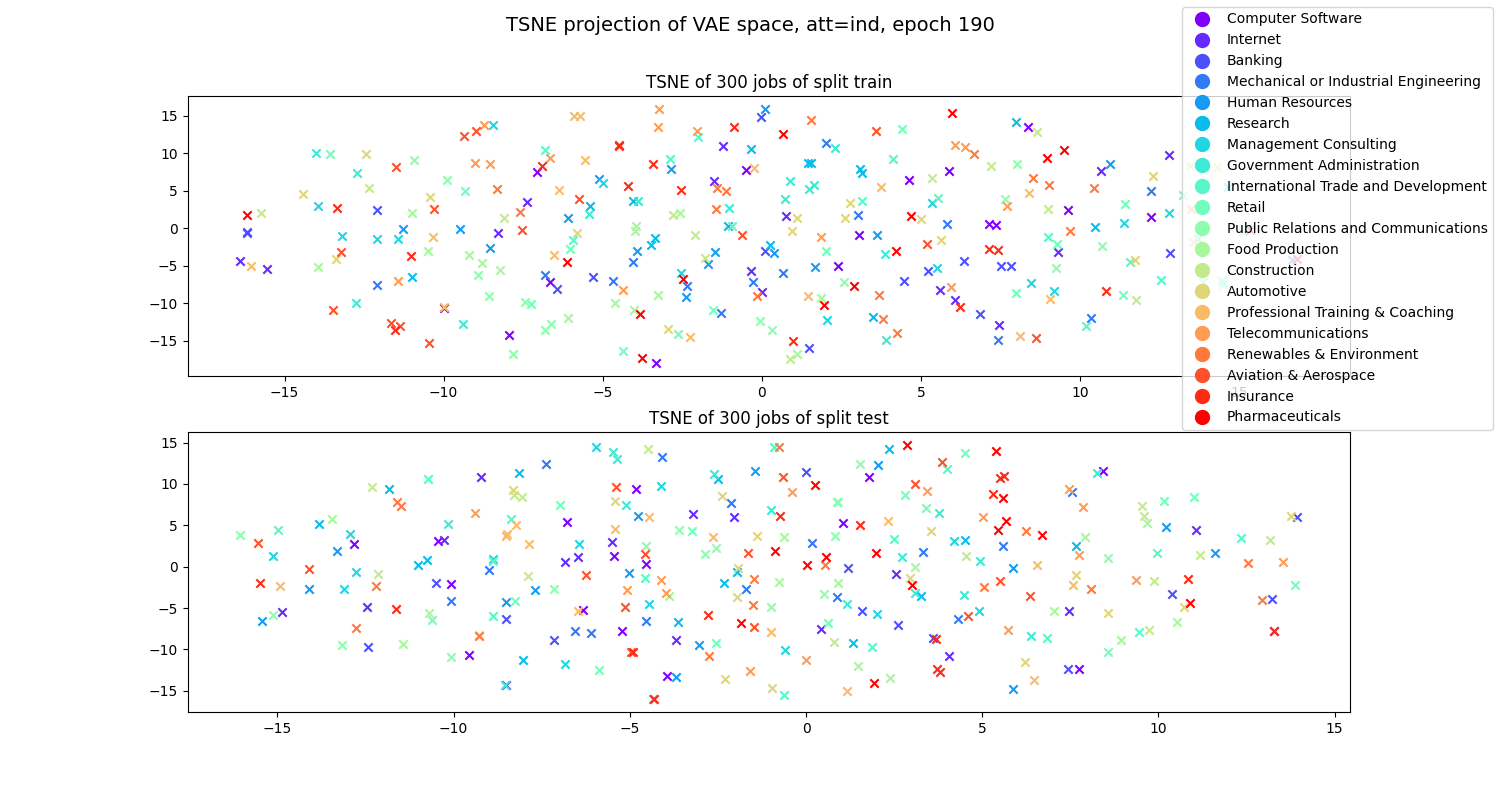 TSNE projection of VAE space, att=ind, epoch 190
TSNE of 300 jobs of split train
15
10
5
0
−5
−10
−15
−15
−10
−5
0
5
10
15
Computer Software
Internet
Banking
Mechanical or Industrial Engineering
Human Resources
Research
Management Consulting
Government Administration
International Trade and Development
Retail
Public Relations and Communications
Food Production
Construction
Automotive
Professional Training & Coaching
Telecommunications
Renewables & Environment
Aviation & Aerospace
Insurance
Pharmaceuticals
TSNE of 300 jobs of split test
15
10
5
0
−5
−10
−15
−15
−10
−5
0
5
10
15